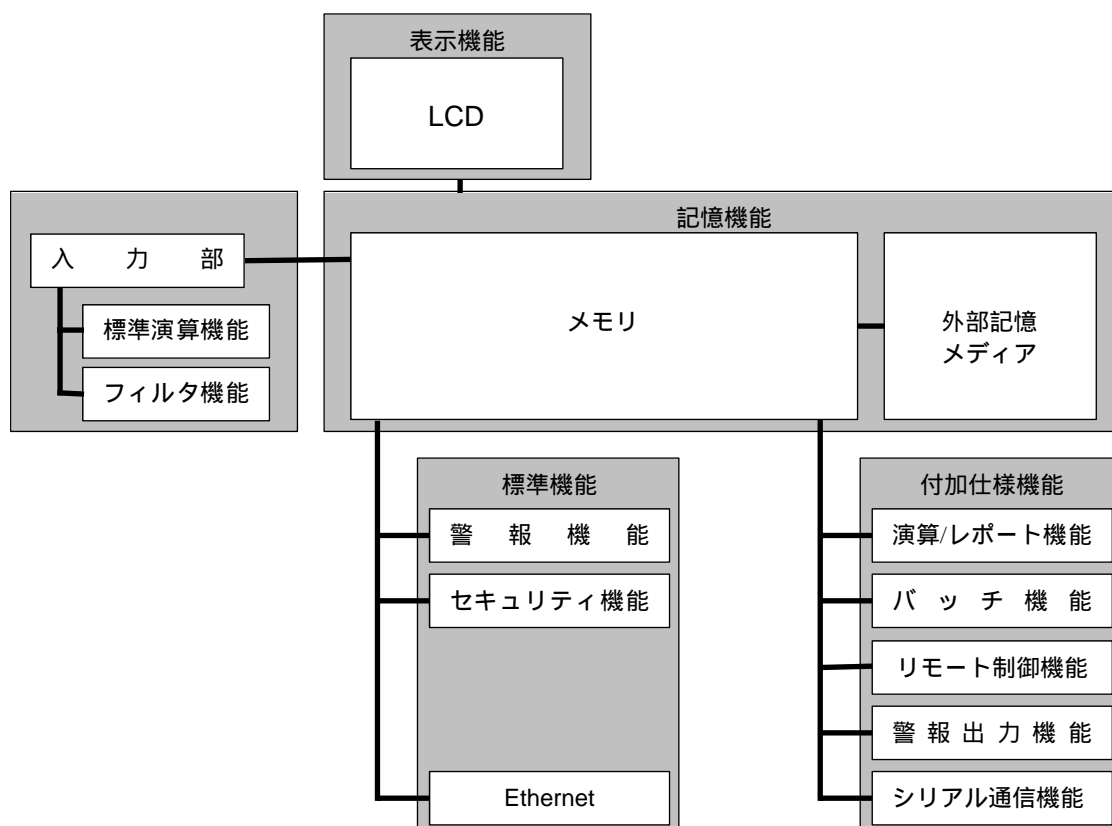 表示機能
LCD
記憶機能
入力部
標準演算機能
フィルタ機能
メモリ
外部記憶
メディア
標準機能
警報機能
セキュリティ機能
Ethernet
付加仕様機能
演算/レポート機能
バッチ機能
リモート制御機能
警報出力機能
シリアル通信機能